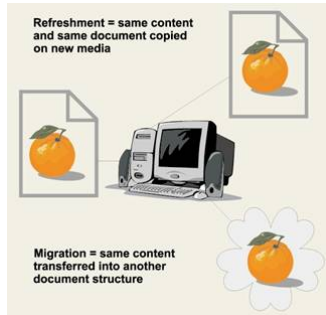 Refreshment = same content
and same document copied
on new media
Migration = same content
transferred into another
document structure